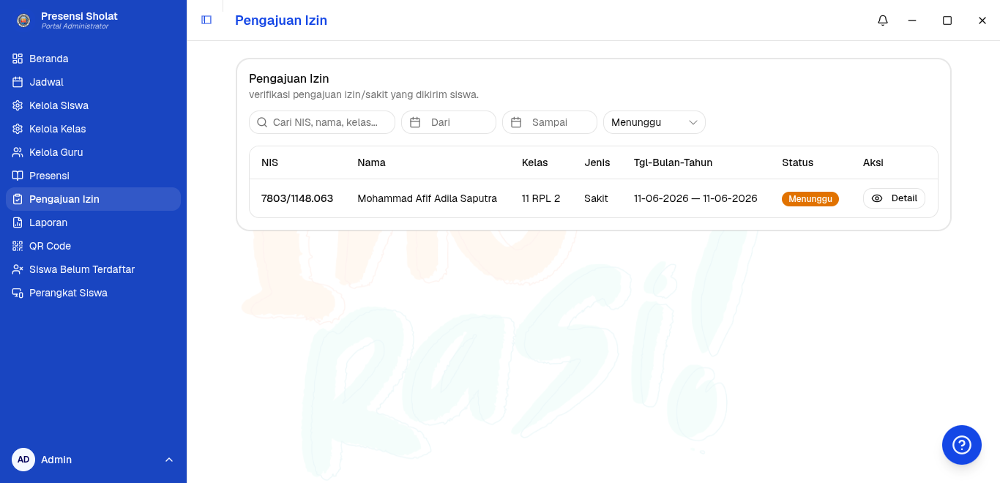 Presensi Sholat
Portal Administrator
Beranda
Jadwal
Kelola Siswa
Kelola Kelas
Kelola Guru
Presensi
Pengajuan Izin
Laporan
QR Code
Siswa Belum Terdaftar
Perangkat Siswa
AD Admin
Pengajuan Izin
Pengajuan Izin
verifikasi pengajuan izin/sakit yang dikirim siswa.
Cari NIS, nama, kelas... Dari Sampai Menunggu
NIS Nama Kelas Jenis Tgl-Bulan-Tahun Status Aksi
7803/1148.063 Mohammad Afif Adila Saputra 11 RPL 2 Sakit 11-06-2026 — 11-06-2026 Menunggu Detail
Rasi!